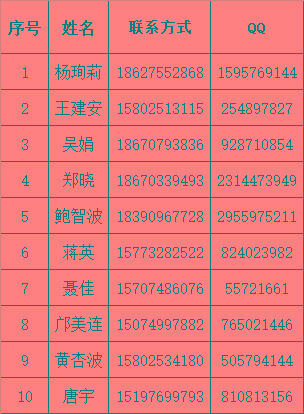 序号 姓名 联系方式 QQ
1 杨珣莉 18627552868 1595769144
2 王建安 15802513115 254897827
3 吴娟 18670793836 928710854
4 郑晓 18670339493 2314473949
5 鲍智波 18390967728 2955975211
6 蒋英 15773282522 824023982
7 聂佳 15707486076 55721661
8 邝美连 15074997882 765021446
9 黄杏波 15802534180 505794144
10 唐宇 15197699793 810813156